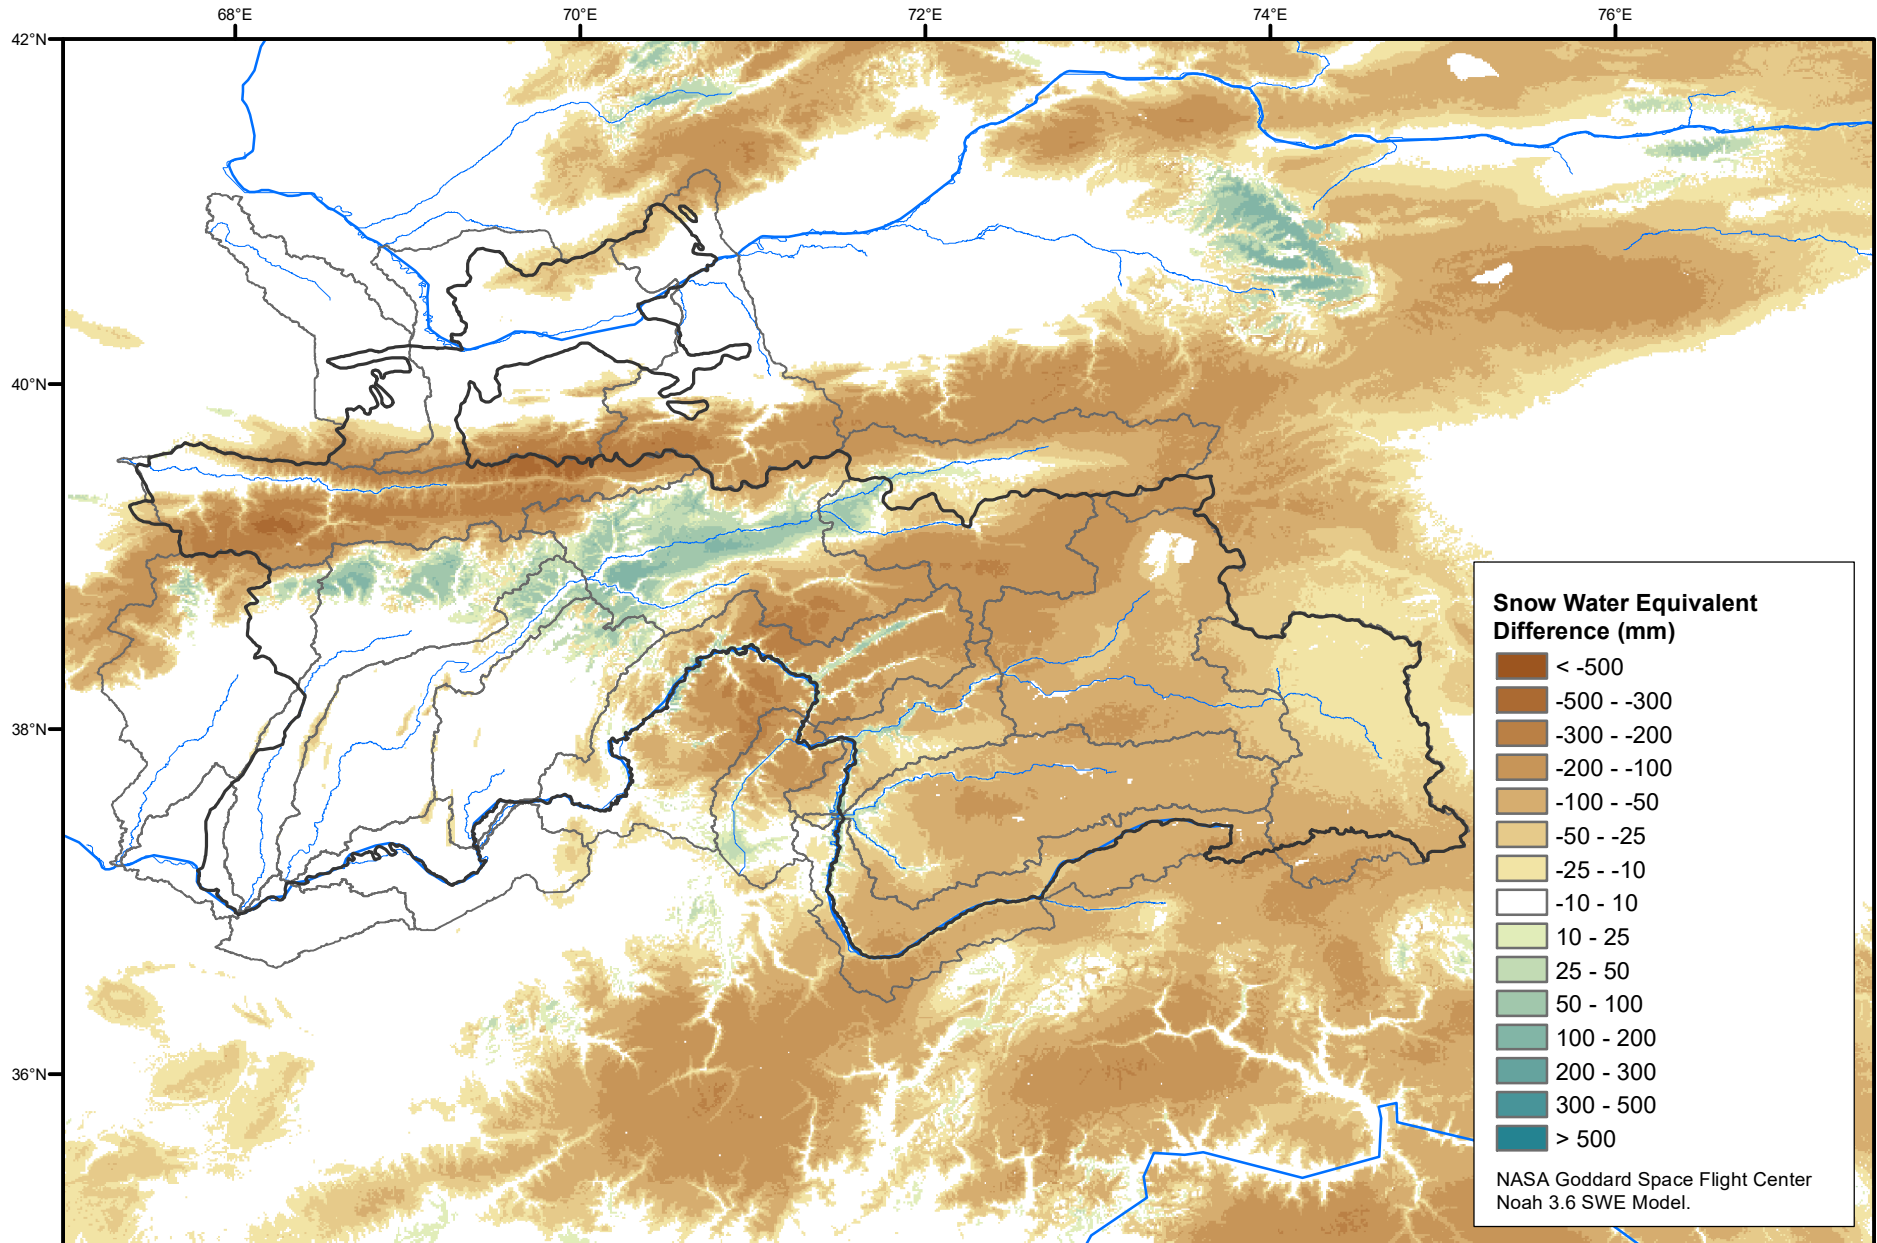 68°E
70°E
72°E
74°E
76°E
42°N
40°N
38°N
36°N
Snow Water Equivalent
Difference (mm)
< -500
-500 - -300
-300 - -200
-200 - -100
-100 - -50
-50 - -25
-25 - -10
-10 - 10
10 - 25
25 - 50
50 - 100
100 - 200
200 - 300
300 - 500
> 500
NASA Goddard Space Flight Center
Noah 3.6 SWE Model.